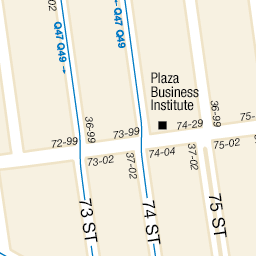 Q47 Q49
Q47 Q49
-02
Plaza
Business
Institute
36-99
36-99
72-99
73-99
74-29
75-
73-02
37-02
74-04
37-02
75-02
73 ST
74 ST
75 ST